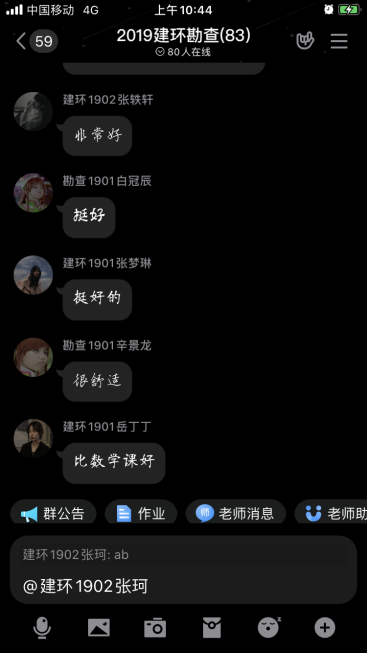 中国移动 4G 上午10:44
59 2019建环勘查(83)
80人在线
建环1902张轶轩
非常好
勘查1901白冠辰
挺好
建环1901张梦琳
挺好的
勘查1901辛景龙
很舒适
建环1901岳丁丁
比数学课好
群公告 作业 师 老师消息 老师助
建环1902张珂: ab
@建环1902张珂